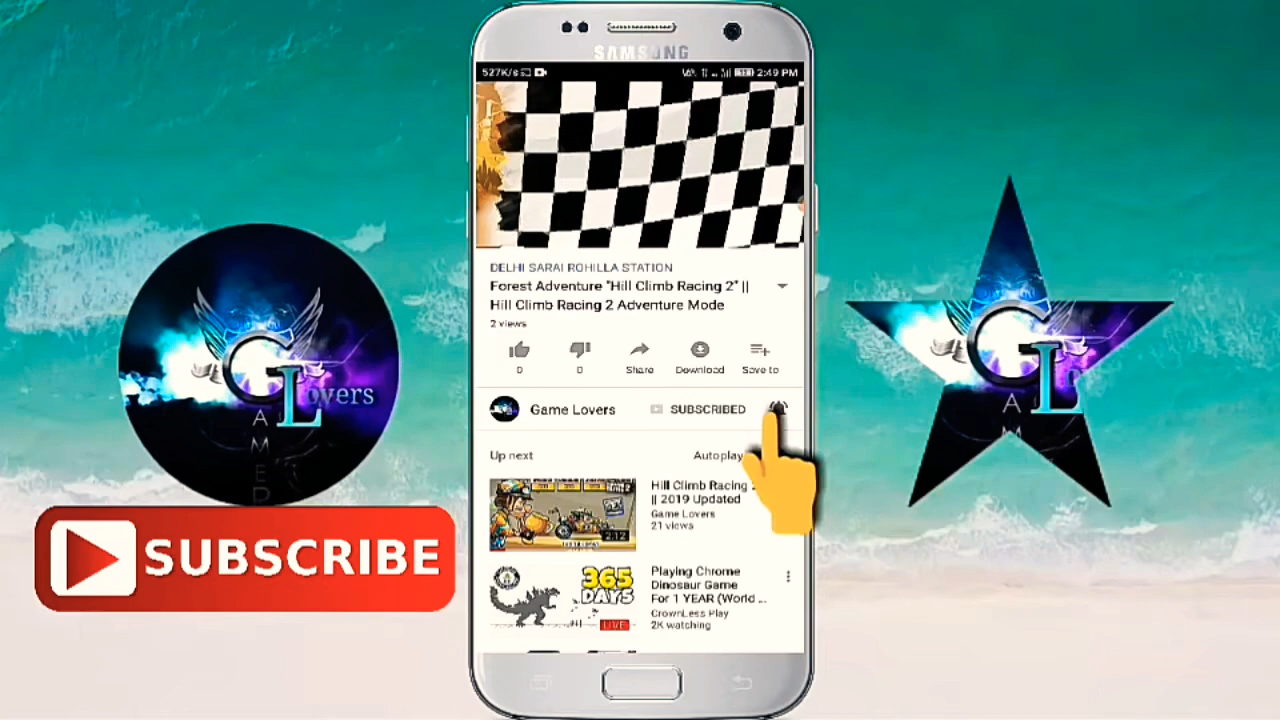 SAMSUNG
527K/s
2:49 PM
DELHI SARAI ROHILLA STATION
Forest Adventure "Hill Climb Racing 2" ||
Hill Climb Racing 2 Adventure Mode
2 views
0
0
Share
Download
Save to
Game Lovers
SUBSCRIBED
Up next
Autoplay
Hill Climb Racing
|| 2019 Updated
Game Lovers
21 views
2:12
Playing Chrome
Dinosaur Game
For 1 YEAR (World ...
CrownLess Play
2K watching
365
DAYS
LIVE
G
Lovers
A
M
E
D
SUBSCRIBE
G
L
A